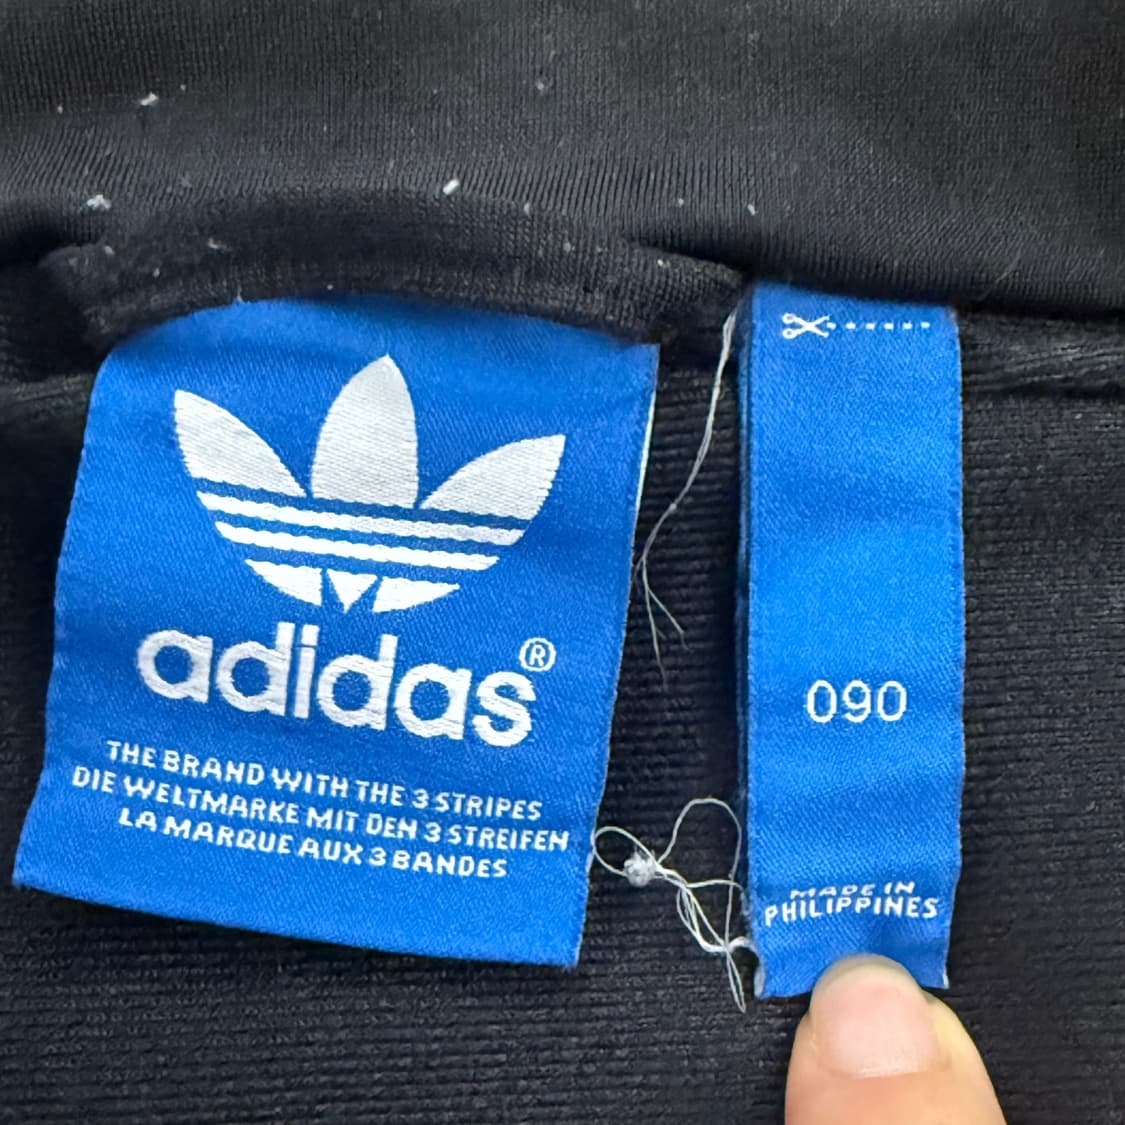 adidas®
THE BRAND WITH THE 3 STRIPES
DIE WELTMARKE MIT DEN 3 STREIFEN
LA MARQUE AUX 3 BANDES
090
MADE IN
PHILIPPINES